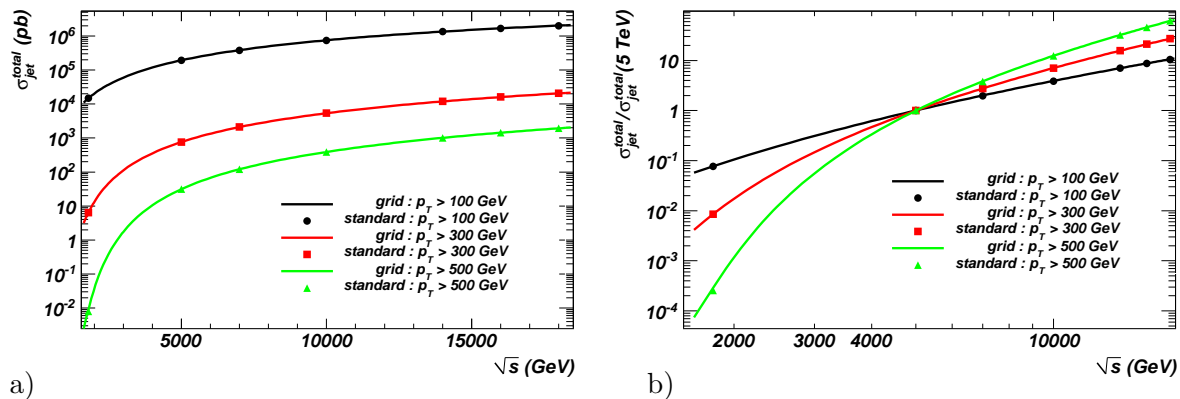 σ_jet^total (pb)
10^6
10^5
10^4
10^3
10^2
10
1
10^-1
10^-2
grid : p_T > 100 GeV
standard : p_T > 100 GeV
grid : p_T > 300 GeV
standard : p_T > 300 GeV
grid : p_T > 500 GeV
standard : p_T > 500 GeV
5000 10000 15000
√s (GeV)
a)
σ_jet^total/σ_jet^total(5 TeV)
10
1
10^-1
10^-2
10^-3
10^-4
grid : p_T > 100 GeV
standard : p_T > 100 GeV
grid : p_T > 300 GeV
standard : p_T > 300 GeV
grid : p_T > 500 GeV
standard : p_T > 500 GeV
2000 3000 4000 10000
√s (GeV)
b)